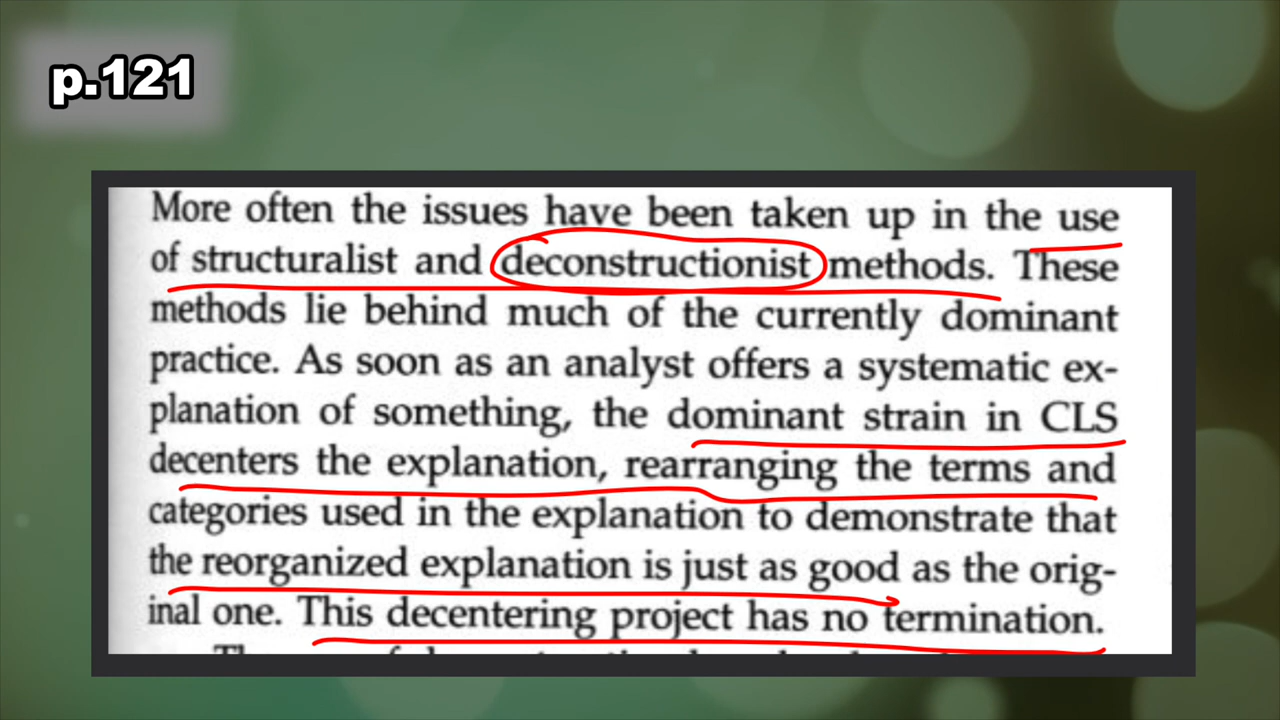 p.121
More often the issues have been taken up in the use
of structuralist and deconstructionist methods. These
methods lie behind much of the currently dominant
practice. As soon as an analyst offers a systematic ex-
planation of something, the dominant strain in CLS
decenters the explanation, rearranging the terms and
categories used in the explanation to demonstrate that
the reorganized explanation is just as good as the orig-
inal one. This decentering project has no termination.